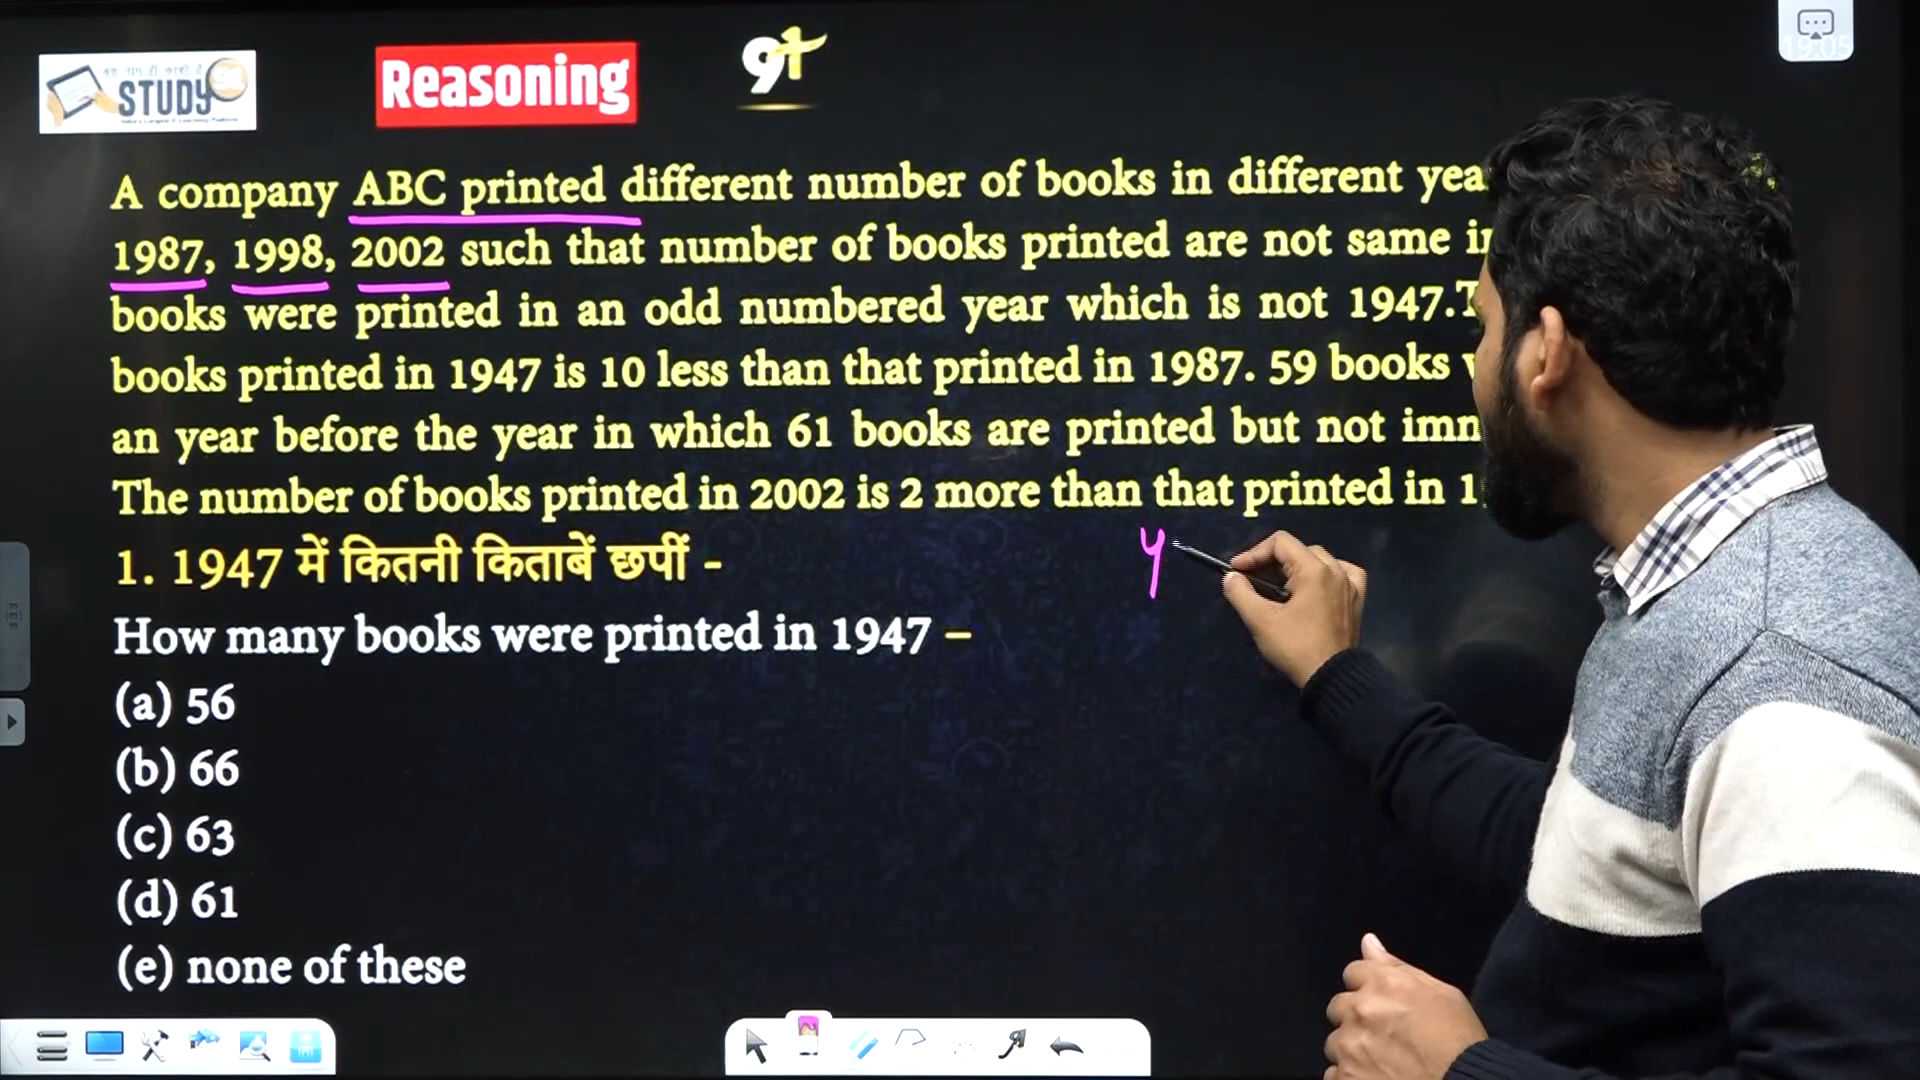 STUDY
Reasoning
91
19:05
A company ABC printed different number of books in different
1987, 1998, 2002 such that number of books printed are not same
books were printed in an odd numbered year which is not 1947.
books printed in 1947 is 10 less than that printed in 1987. 59 books
an year before the year in which 61 books are printed but not
The number of books printed in 2002 is 2 more than that printed in
1. 1947 में कितनी किताबें छपीं -
y
How many books were printed in 1947 –
(a) 56
(b) 66
(c) 63
(d) 61
(e) none of these